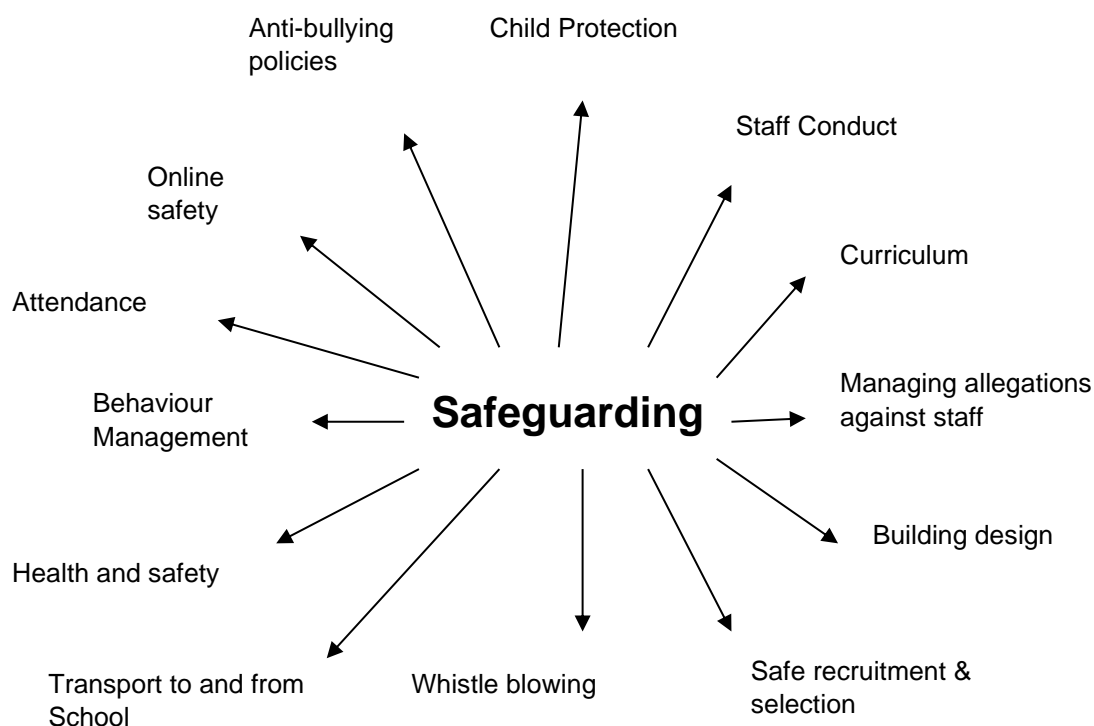 Anti-bullying
policies
Child Protection
Staff Conduct
Online
safety
Curriculum
Attendance
Managing allegations
against staff
Behaviour
Management
Safeguarding
Building design
Health and safety
Safe recruitment &
selection
Transport to and from
School
Whistle blowing